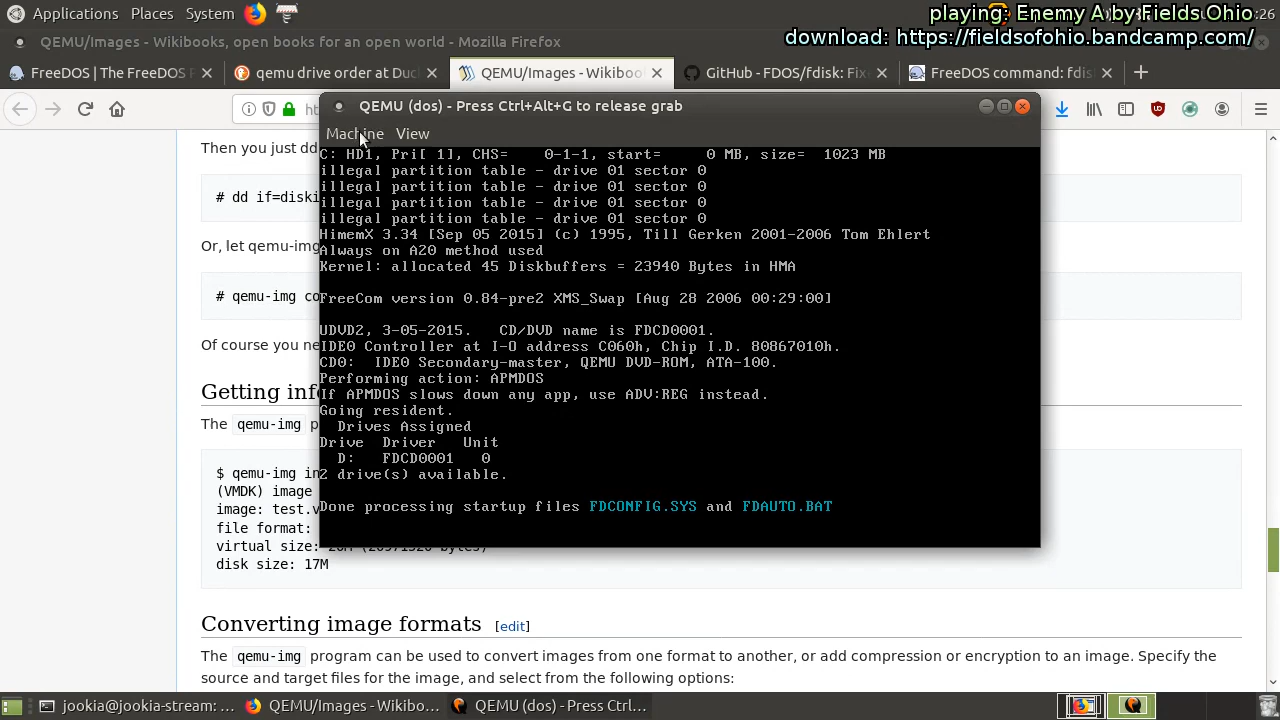 Applications Places System
26
playing: Enemy A by Fields Ohio
download: https://fieldsofohio.bandcamp.com/
QEMU/Images - Wikibooks, open books for an open world - Mozilla Firefox
FreeDOS | The FreeDOS
qemu drive order at Du
QEMU/Images - Wikiboo
GitHub - FDOS/fdisk: Fix
FreeDOS command: fdis
QEMU (dos) - Press Ctrl+Alt+G to release grab
Machine View
Then you just dd
# dd if=diski
Or, let qemu-img
# qemu-img co
Of course you ne
Getting inf
The qemu-img p
$ qemu-img in
(VMDK) image
image: test.v
file format:
virtual size: 20M (20971520 bytes)
disk size: 17M
C: HD1, Pri[ 1], CHS=    0-1-1, start=     0 MB, size=  1023 MB
illegal partition table - drive 01 sector 0
illegal partition table - drive 01 sector 0
illegal partition table - drive 01 sector 0
illegal partition table - drive 01 sector 0
HimemX 3.34 [Sep 05 2015] (c) 1995, Till Gerken 2001-2006 Tom Ehlert
Always on A20 method used
Kernel: allocated 45 Diskbuffers = 23940 Bytes in HMA
FreeCom version 0.84-pre2 XMS_Swap [Aug 28 2006 00:29:00]
UDVD2, 3-05-2015.   CD/DVD name is FDCD0001.
IDE0 Controller at I-O address C060h, Chip I.D. 80867010h.
CD0:  IDE0 Secondary-master, QEMU DVD-ROM, ATA-100.
Performing action: APMDOS
If APMDOS slows down any app, use ADV:REG instead.
Going resident.
Drives Assigned
Drive  Driver   Unit
D:   FDCD0001   0
2 drive(s) available.
Done processing startup files FDCONFIG.SYS and FDAUTO.BAT
Converting image formats [edit]
The qemu-img program can be used to convert images from one format to another, or add compression or encryption to an image. Specify the
source and target files for the image, and select from the following options:
jookia@jookia-stream: ...
QEMU/Images - Wikibo...
QEMU (dos) - Press Ctrl...